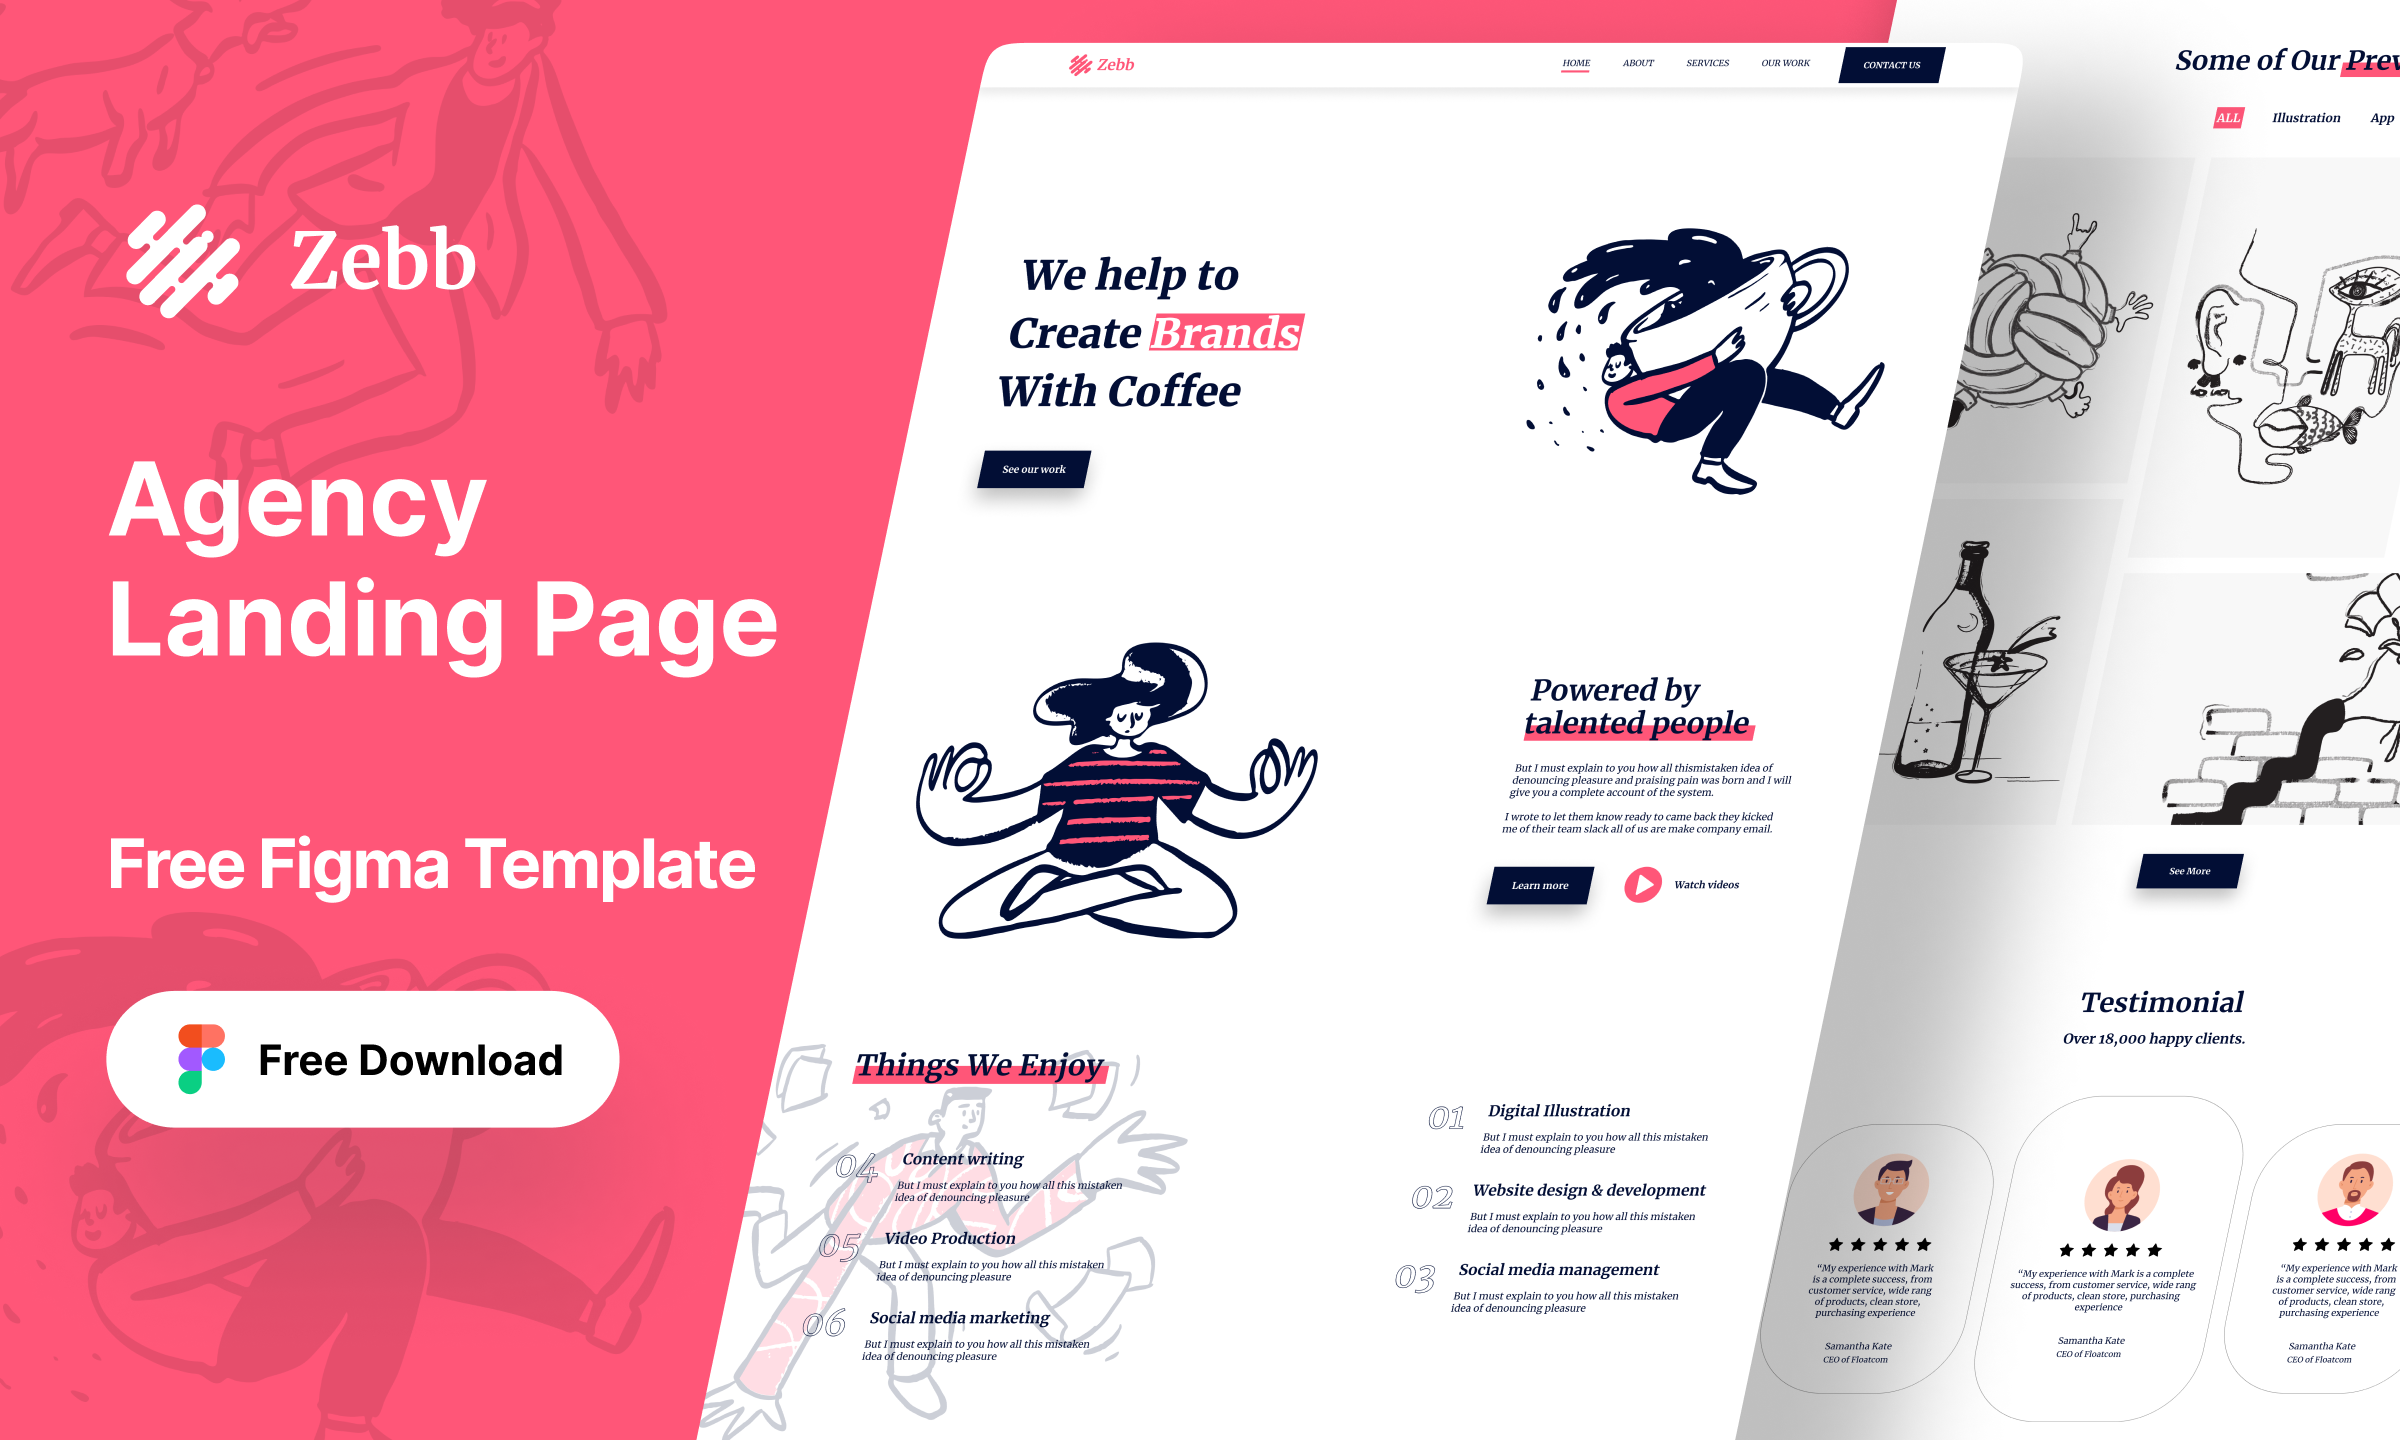 Zebb
Agency
Landing Page
Free Figma Template
Free Download
Zebb
HOME
ABOUT
SERVICES
OUR WORK
CONTACT US
We help to
Create Brands
With Coffee
See our work
Powered by
talented people
But I must explain to you how all thismistaken idea of
denouncing pleasure and praising pain was born and I will
give you a complete account of the system.
I wrote to let them know ready to came back they kicked
me of their team slack all of us are make company email.
Learn more
Watch videos
Things We Enjoy
01
Digital Illustration
But I must explain to you how all this mistaken
idea of denouncing pleasure
02
Website design & development
But I must explain to you how all this mistaken
idea of denouncing pleasure
03
Social media management
But I must explain to you how all this mistaken
idea of denouncing pleasure
04
Content writing
But I must explain to you how all this mistaken
idea of denouncing pleasure
05
Video Production
But I must explain to you how all this mistaken
idea of denouncing pleasure
06
Social media marketing
But I must explain to you how all this mistaken
idea of denouncing pleasure
Some of Our
ALL
Illustration
App
See More
Testimonial
Over 18,000 happy clients.
“My experience with Mark
is a complete success, from
customer service, wide rang
of products, clean store,
purchasing experience
Samantha Kate
CEO of Floatcom
“My experience with Mark is a complete
success, from customer service, wide rang
of products, clean store, purchasing
experience
Samantha Kate
CEO of Floatcom
“My experience with Mark
is a complete success, from
customer service, wide rang
of products, clean store,
purchasing experience
Samantha Kate
CEO of Floatcom